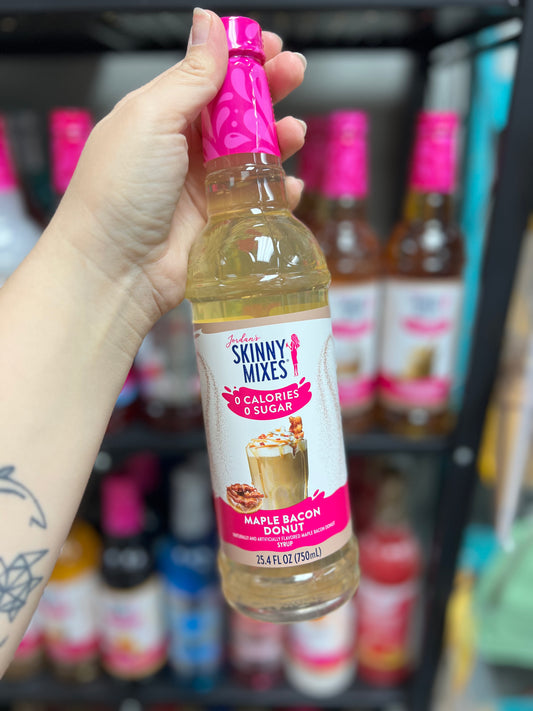 Jordan's
SKINNY
MIXES®
0 CALORIES
0 SUGAR
MAPLE BACON
DONUT
NATURALLY AND ARTIFICIALLY FLAVORED MAPLE BACON DONUT
SYRUP
25.4 FL OZ (750mL)